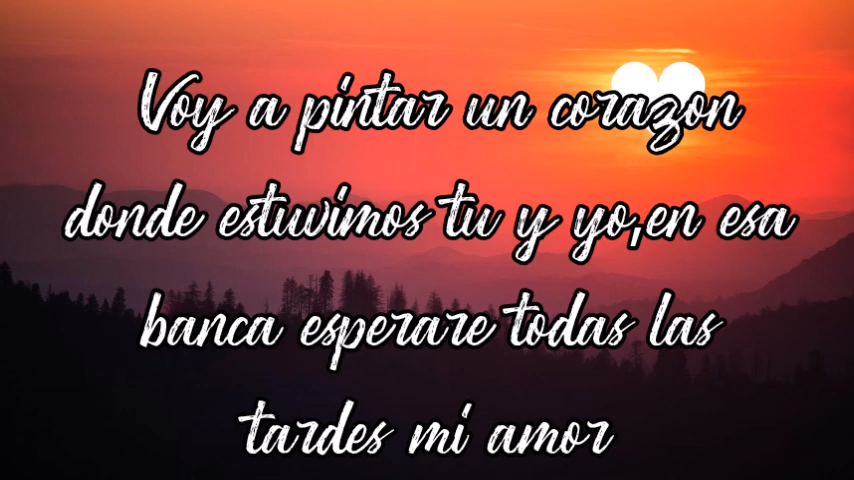 Voy a pintar un corazon
donde estuvimos tu y yo,en esa
banca esperare todas las
tardes mi amor